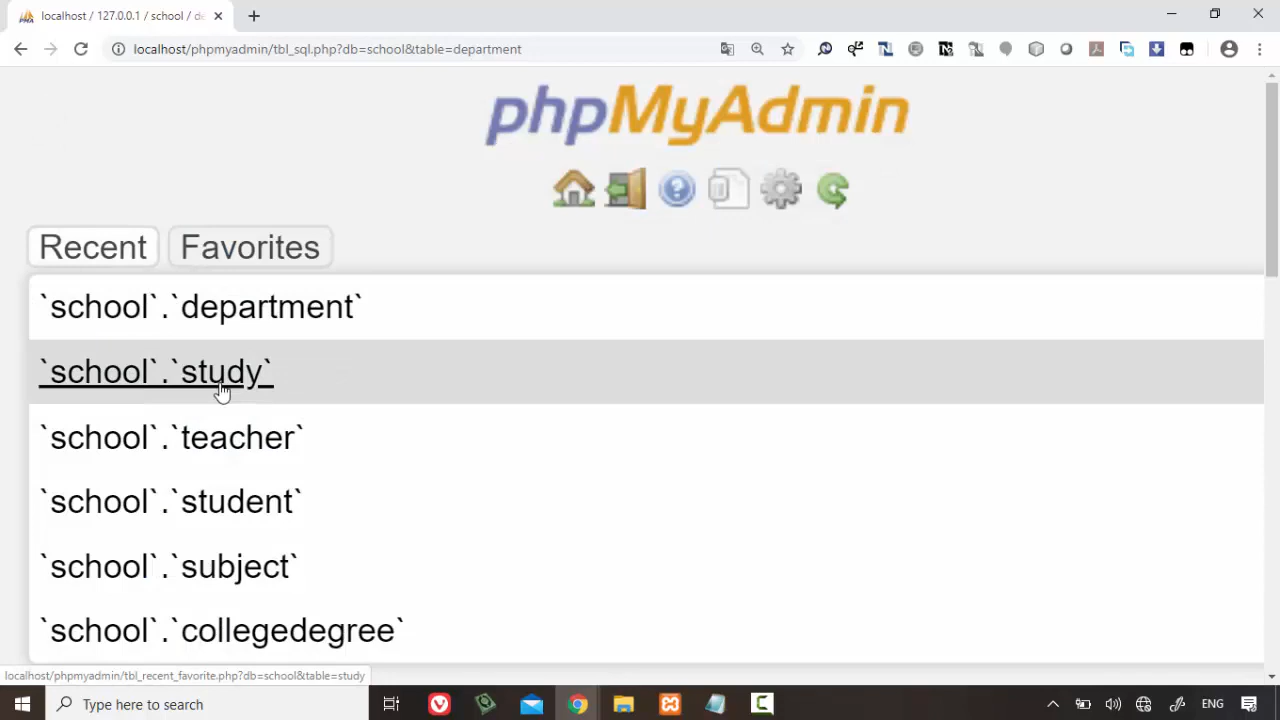 localhost / 127.0.0.1 / school / de
localhost/phpmyadmin/tbl_sql.php?db=school&table=department
phpMyAdmin
Recent Favorites
`school`.`department`
`school`.`study`
`school`.`teacher`
`school`.`student`
`school`.`subject`
`school`.`collegedegree`
localhost/phpmyadmin/tbl_recent_favorite.php?db=school&table=study
Type here to search
ENG